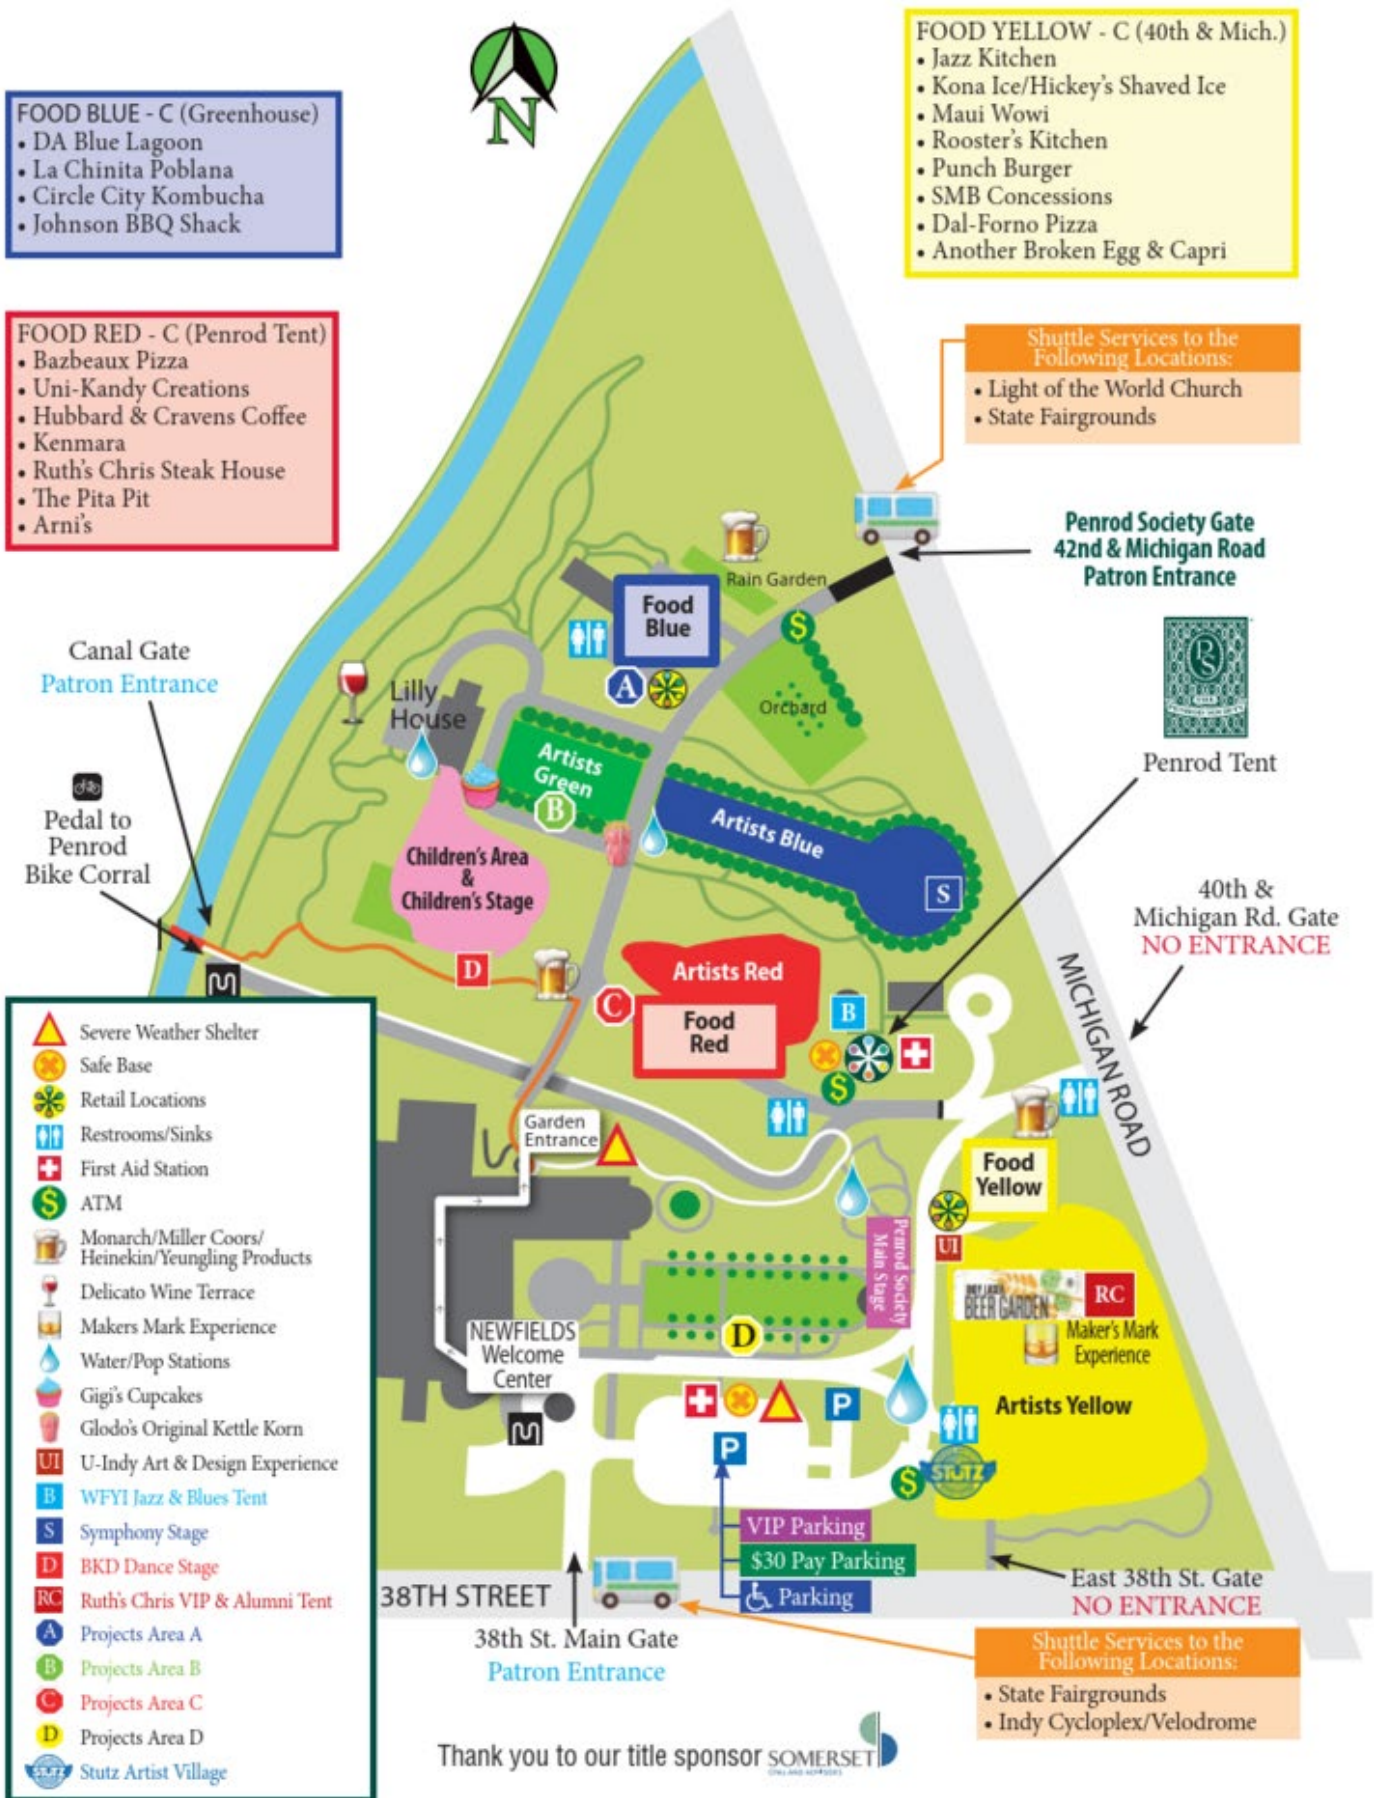 FOOD BLUE - C (Greenhouse)
• DA Blue Lagoon
• La Chinita Poblana
• Circle City Kombucha
• Johnson BBQ Shack
FOOD RED - C (Penrod Tent)
• Bazbeaux Pizza
• Uni-Kandy Creations
• Hubbard & Cravens Coffee
• Kenmara
• Ruth's Chris Steak House
• The Pita Pit
• Arni's
N
FOOD YELLOW - C (40th & Mich.)
• Jazz Kitchen
• Kona Ice/Hickey's Shaved Ice
• Maui Wowi
• Rooster's Kitchen
• Punch Burger
• SMB Concessions
• Dal-Forno Pizza
• Another Broken Egg & Capri
Shuttle Services to the
Following Locations:
• Light of the World Church
• State Fairgrounds
Penrod Society Gate
42nd & Michigan Road
Patron Entrance
PS
Penrod Tent
40th &
Michigan Rd. Gate
NO ENTRANCE
MICHIGAN ROAD
Canal Gate
Patron Entrance
Pedal to
Penrod
Bike Corral
Rain Garden
Food
Blue
$
A
Orchard
Lilly
House
Artists
Green
B
Artists Blue
S
Children's Area
&
Children's Stage
D
Artists Red
C
Food
Red
B
$
Garden
Entrance
Food
Yellow
UI
Penrod Society
Main Stage
BEER GARDEN
RC
Maker's Mark
Experience
Artists Yellow
D
NEWFIELDS
Welcome
Center
P
P
$
STUTZ
VIP Parking
$30 Pay Parking
Parking
38TH STREET
38th St. Main Gate
Patron Entrance
East 38th St. Gate
NO ENTRANCE
Shuttle Services to the
Following Locations:
• State Fairgrounds
• Indy Cycloplex/Velodrome
Severe Weather Shelter
Safe Base
Retail Locations
Restrooms/Sinks
First Aid Station
$ ATM
Monarch/Miller Coors/
Heinekin/Yeungling Products
Delicato Wine Terrace
Makers Mark Experience
Water/Pop Stations
Gigi's Cupcakes
Glodo's Original Kettle Korn
UI U-Indy Art & Design Experience
B WFYI Jazz & Blues Tent
S Symphony Stage
D BKD Dance Stage
RC Ruth's Chris VIP & Alumni Tent
A Projects Area A
B Projects Area B
C Projects Area C
D Projects Area D
STUTZ Stutz Artist Village
Thank you to our title sponsor SOMERSET